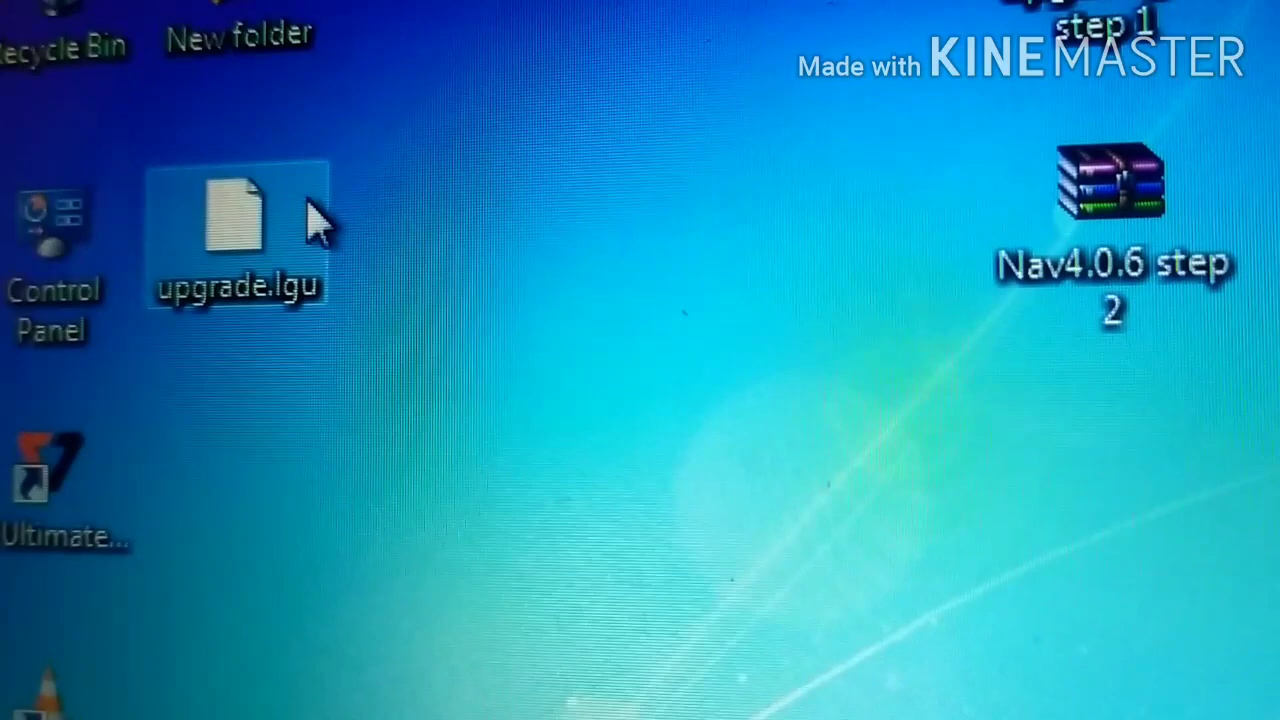 Recycle Bin
New folder
step 1
Made with KINEMASTER
Nav4.0.6 step
2
upgrade.lgu
Control
Panel
Ultimate...